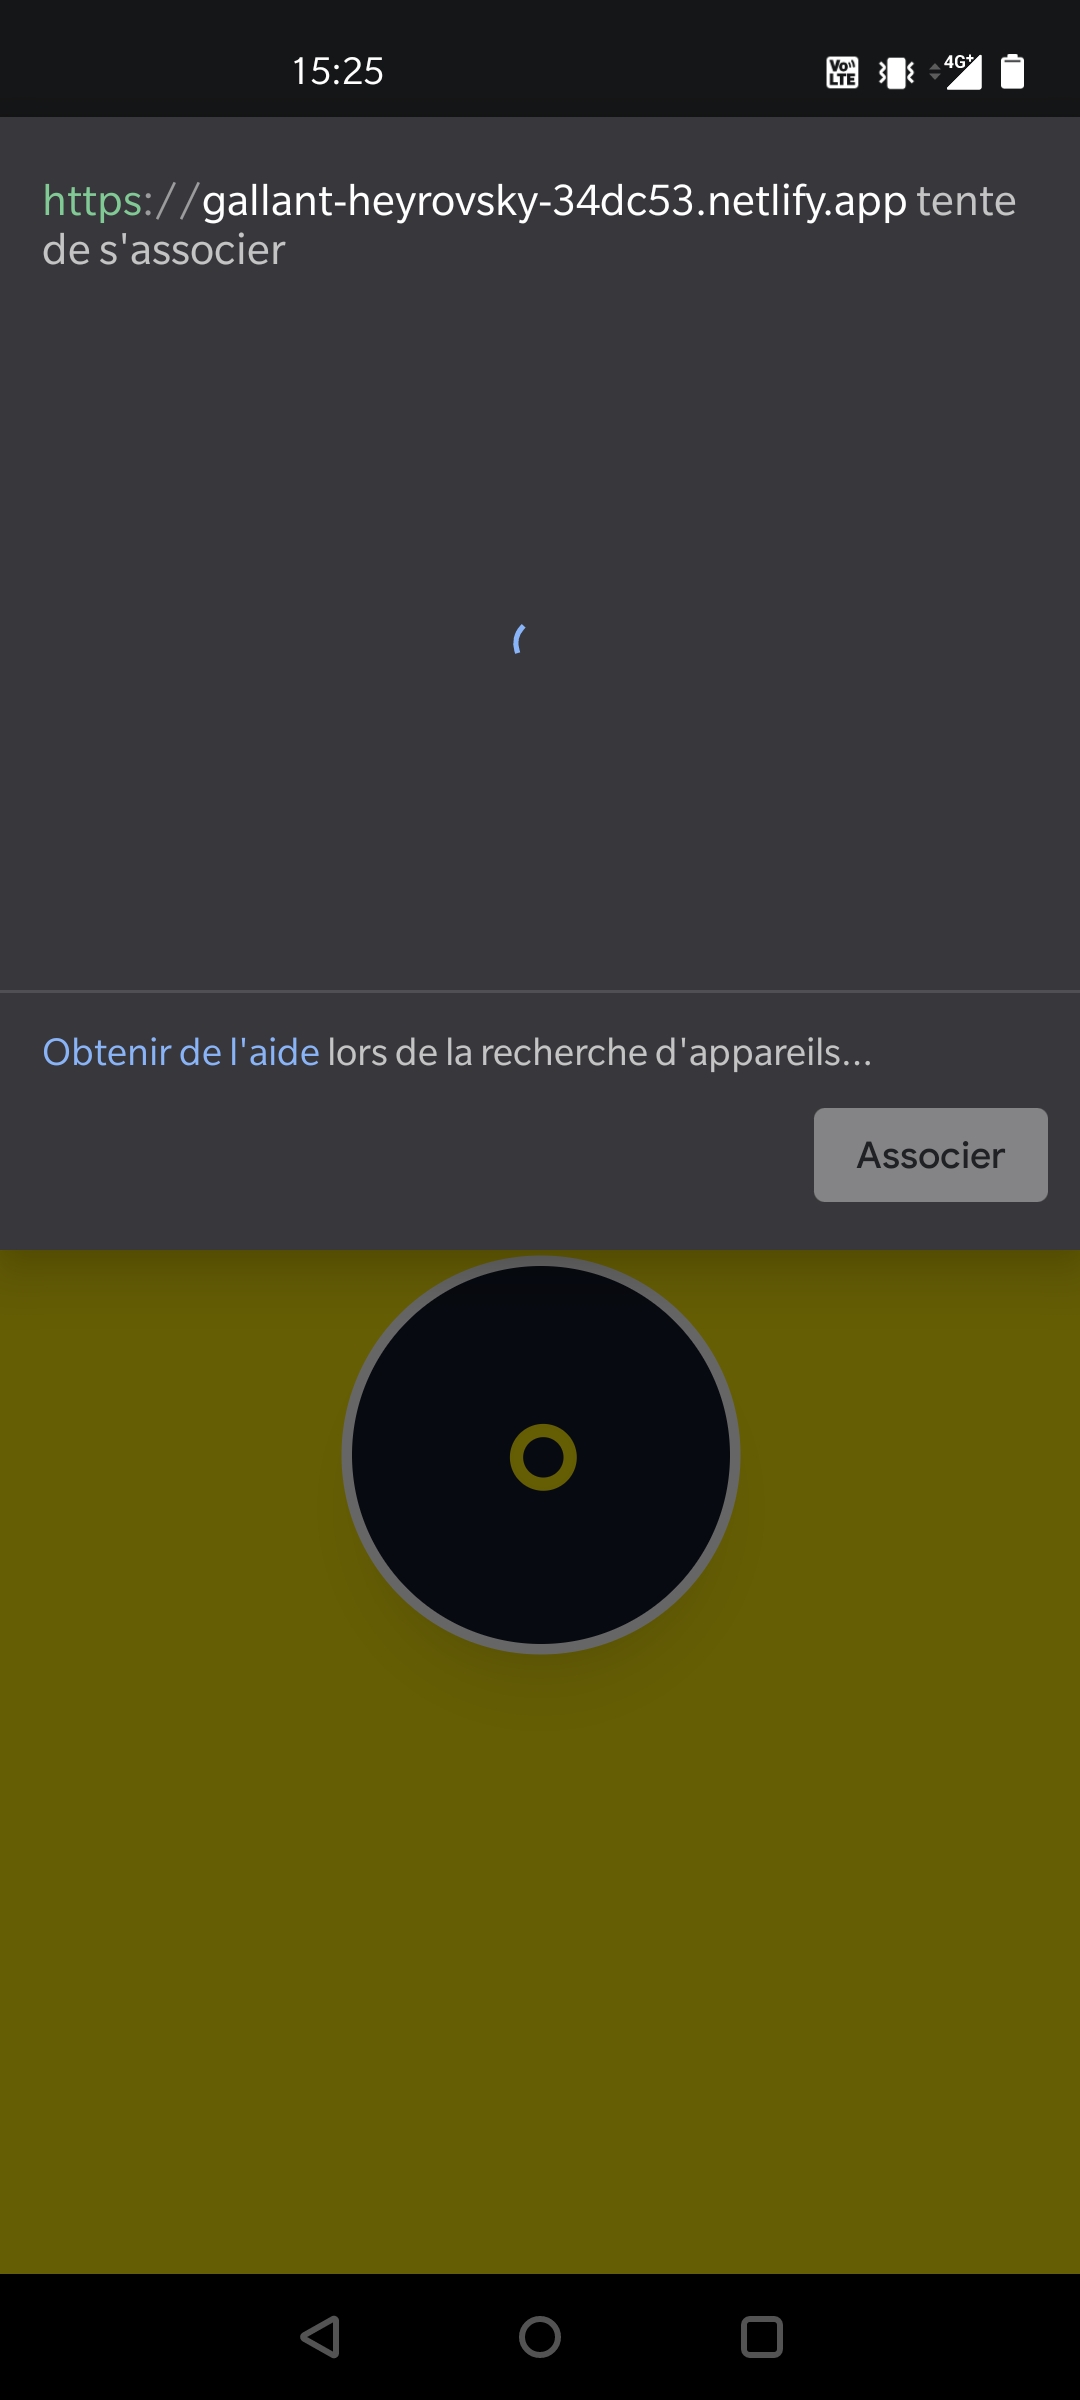 15:25
Vo LTE
4G+
https://gallant-heyrovsky-34dc53.netlify.app tente
de s'associer
Obtenir de l'aide lors de la recherche d'appareils...
Associer